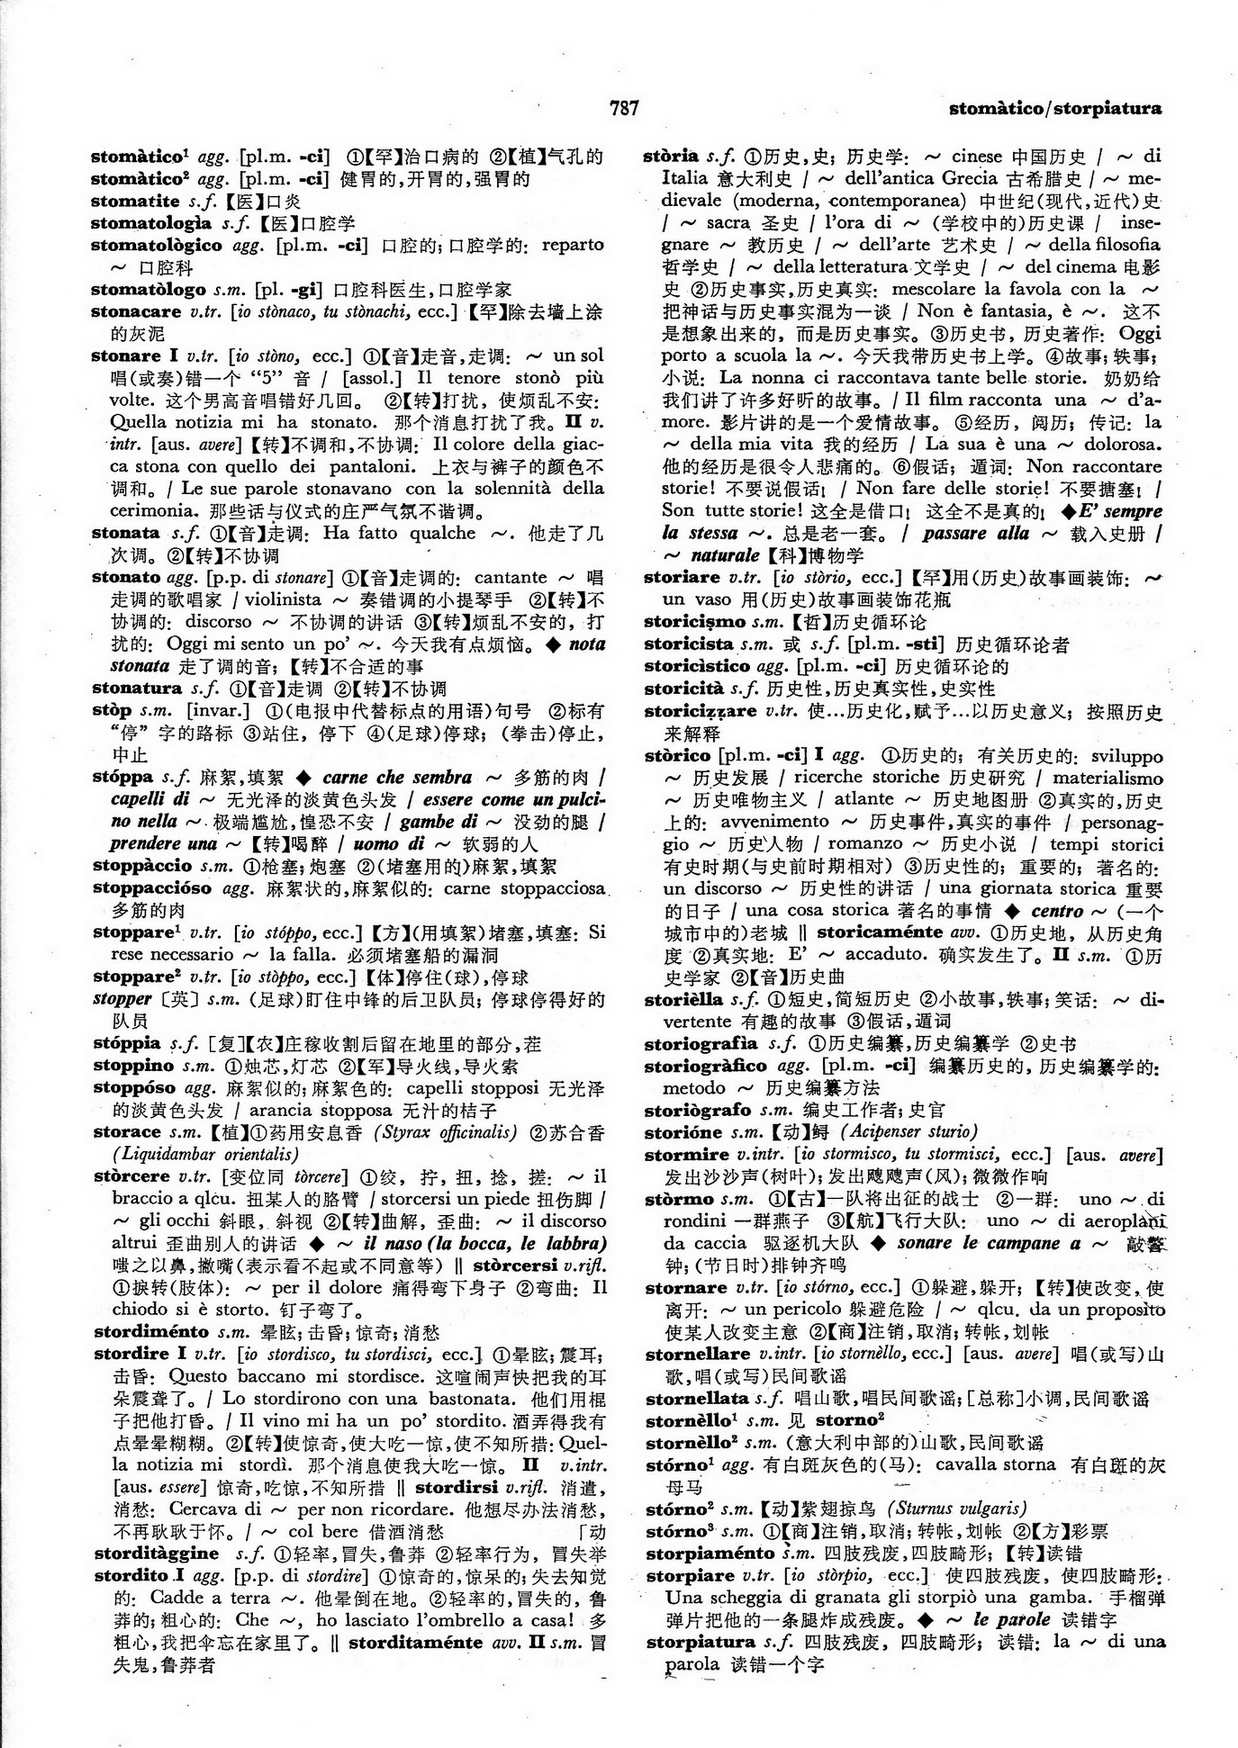 787
stomàtico/storpiatura
stomàtico¹ agg. [pl.m. -ci] ①【罕】治口病的 ②【植】气孔的
stomàtico² agg. [pl.m. -ci] 健胃的,开胃的,强胃的
stomatite s.f. 【医】口炎
stomatologìa s.f. 【医】口腔学
stomatològico agg. [pl.m. -ci] 口腔的; 口腔学的: reparto
～ 口腔科
stomatòlogo s.m. [pl. -gi] 口腔科医生,口腔学家
stonacare v.tr. [io stònaco, tu stònachi, ecc.] 【罕】除去墙上涂
的灰泥
stonare I v.tr. [io stòno, ecc.] ①【音】走音,走调: ～ un sol
唱(或奏)错一个 “5” 音 / [assol.] Il tenore stonò più
volte. 这个男高音唱错好几回。 ②【转】打扰, 使烦乱不安:
Quella notizia mi ha stonato. 那个消息打扰了我。II v.
intr. [aus. avere] 【转】不调和,不协调: Il colore della giac-
ca stona con quello dei pantaloni. 上衣与裤子的颜色不
调和。/ Le sue parole stonavano con la solennità della
cerimonia. 那些话与仪式的庄严气氛不谐调。
stonata s.f. ①【音】走调: Ha fatto qualche ～. 他走了几
次调。②【转】不协调
stonato agg. [p.p. di stonare] ①【音】走调的: cantante ～ 唱
走调的歌唱家 / violinista ～ 奏错调的小提琴手 ②【转】不
协调的: discorso ～ 不协调的讲话 ③【转】烦乱不安的, 打
扰的: Oggi mi sento un po’ ～. 今天我有点烦恼。◆ nota
stonata 走了调的音; 【转】不合适的事
stonatura s.f. ①【音】走调 ②【转】不协调
stòp s.m. [invar.] ①(电报中代替标点的用语)句号 ②标有
“停” 字的路标 ③站住, 停下 ④(足球)停球; (拳击)停止,
中止
stóppa s.f. 麻絮,填絮 ◆ carne che sembra ～ 多筋的肉 /
capelli di ～ 无光泽的淡黄色头发 / essere come un pulci-
no nella ～ 极端尴尬,惶恐不安 / gambe di ～ 没劲的腿 /
prendere una ～ 【转】喝醉 / uomo di ～ 软弱的人
stoppàccio s.m. ①枪塞; 炮塞 ②(堵塞用的)麻絮,填絮
stoppaccióso agg. 麻絮状的,麻絮似的: carne stoppacciosa
多筋的肉
stoppare¹ v.tr. [io stóppo, ecc.] 【方】(用填絮)堵塞,填塞: Si
rese necessario ～ la falla. 必须堵塞船的漏洞
stoppare² v.tr. [io stòppo, ecc.] 【体】停住(球),停球
stopper [英] s.m. (足球)盯住中锋的后卫队员; 停球停得好的
队员
stóppia s.f. [复]【农】庄稼收割后留在地里的部分,茬
stoppino s.m. ①烛芯,灯芯 ②【军】导火线,导火索
stoppóso agg. 麻絮似的; 麻絮色的: capelli stopposi 无光泽
的淡黄色头发 / arancia stopposa 无汁的桔子
storace s.m. 【植】①药用安息香 (Styrax officinalis) ②苏合香
(Liquidambar orientalis)
stòrcere v.tr. [变位同 tòrcere] ①绞, 拧, 扭, 捻, 搓: ～ il
braccio a qlcu. 扭某人的胳臂 / storcersi un piede 扭伤脚 /
～ gli occhi 斜眼, 斜视 ②【转】曲解, 歪曲: ～ il discorso
altrui 歪曲别人的讲话 ◆ ～ il naso (la bocca, le labbra)
嗤之以鼻,撇嘴(表示看不起或不同意等) ‖ stòrcersi v.rifl.
①捩转(肢体): ～ per il dolore 痛得弯下身子 ②弯曲: Il
chiodo si è storto. 钉子弯了。
stordiménto s.m. 晕眩; 击昏; 惊奇; 消愁
stordire I v.tr. [io stordisco, tu stordisci, ecc.] ①晕眩; 震耳;
击昏: Questo baccano mi stordisce. 这喧闹声快把我的耳
朵震聋了。/ Lo stordirono con una bastonata. 他们用棍
子把他打昏。/ Il vino mi ha un po’ stordito. 酒弄得我有
点晕晕糊糊。②【转】使惊奇,使大吃一惊,使不知所措: Quel-
la notizia mi stordì. 那个消息使我大吃一惊。 II v.intr.
[aus. essere] 惊奇,吃惊,不知所措 ‖ stordirsi v.rifl. 消遣,
消愁: Cercava di ～ per non ricordare. 他想尽办法消愁,
不再耿耿于怀。/ ～ col bere 借酒消愁 「动
storditàggine s.f. ①轻率,冒失,鲁莽 ②轻率行为, 冒失举
stordito I agg. [p.p. di stordire] ①惊奇的,惊呆的; 失去知觉
的: Cadde a terra ～. 他晕倒在地。②轻率的,冒失的, 鲁
莽的; 粗心的: Che ～, ho lasciato l’ombrello a casa! 多
粗心,我把伞忘在家里了。‖ storditaménte avv. II s.m. 冒
失鬼,鲁莽者
stòria s.f. ①历史,史; 历史学: ～ cinese 中国历史 / ～ di
Italia 意大利史 / ～ dell’antica Grecia 古希腊史 / ～ me-
dievale (moderna, contemporanea) 中世纪(现代,近代)史
/ ～ sacra 圣史 / l’ora di ～ (学校中的)历史课 / inse-
gnare ～ 教历史 / ～ dell’arte 艺术史 / ～ della filosofia
哲学史 / ～ della letteratura 文学史 / ～ del cinema 电影
史 ②历史事实,历史真实: mescolare la favola con la ～
把神话与历史事实混为一谈 / Non è fantasia, è ～. 这不
是想象出来的, 而是历史事实。③历史书, 历史著作: Oggi
porto a scuola la ～. 今天我带历史书上学。④故事; 轶事;
小说: La nonna ci raccontava tante belle storie. 奶奶给
我们讲了许多好听的故事。/ Il film racconta una ～ d’a-
more. 影片讲的是一个爱情故事。⑤经历, 阅历; 传记: la
～ della mia vita 我的经历 / La sua è una ～ dolorosa.
他的经历是很令人悲痛的。⑥假话; 遁词: Non raccontare
storie! 不要说假话! / Non fare delle storie! 不要搪塞! /
Son tutte storie! 这全是借口! 这全不是真的! ◆E’ sempre
la stessa ～. 总是老一套。/ passare alla ～ 载入史册 /
～ naturale 【科】博物学
storiare v.tr. [io stòrio, ecc.] 【罕】用(历史)故事画装饰: ～
un vaso 用(历史)故事画装饰花瓶
storicismo s.m. 【哲】历史循环论
storicista s.m. 或 s.f. [pl.m. -sti] 历史循环论者
storicìstico agg. [pl.m. -ci] 历史循环论的
storicità s.f. 历史性,历史真实性,史实性
storicizzare v.tr. 使…历史化,赋予…以历史意义; 按照历史
来解释
stòrico [pl.m. -ci] I agg. ①历史的; 有关历史的: sviluppo
～ 历史发展 / ricerche storiche 历史研究 / materialismo
～ 历史唯物主义 / atlante ～ 历史地图册 ②真实的,历史
上的: avvenimento ～ 历史事件,真实的事件 / personag-
gio ～ 历史人物 / romanzo ～ 历史小说 / tempi storici
有史时期(与史前时期相对) ③历史性的; 重要的; 著名的:
un discorso ～ 历史性的讲话 / una giornata storica 重要
的日子 / una cosa storica 著名的事情 ◆ centro ～ (一个
城市中的)老城 ‖ storicaménte avv. ①历史地, 从历史角
度 ②真实地: E’ ～ accaduto. 确实发生了。II s.m. ①历
史学家 ②【音】历史曲
storièlla s.f. ①短史,简短历史 ②小故事,轶事; 笑话: ～ di-
vertente 有趣的故事 ③假话,遁词
storiografìa s.f. ①历史编纂,历史编纂学 ②史书
storiogràfico agg. [pl.m. -ci] 编纂历史的, 历史编纂学的:
metodo ～ 历史编纂方法
storiògrafo s.m. 编史工作者; 史官
storióne s.m. 【动】鲟 (Acipenser sturio)
stormire v.intr. [io stormisco, tu stormisci, ecc.] [aus. avere]
发出沙沙声(树叶); 发出飕飕声(风); 微微作响
stòrmo s.m. ①【古】一队将出征的战士 ②一群: uno ～ di
rondini 一群燕子 ③【航】飞行大队: uno ～ di aeroplani
da caccia 驱逐机大队 ◆ sonare le campane a ～ 敲警
钟; (节日时)排钟齐鸣
stornare v.tr. [io stórno, ecc.] ①躲避,躲开; 【转】使改变, 使
离开: ～ un pericolo 躲避危险 / ～ qlcu. da un proposito
使某人改变主意 ②【商】注销,取消; 转帐,划帐
stornellare v.intr. [io stornèllo, ecc.] [aus. avere] 唱(或写)山
歌,唱(或写)民间歌谣
stornellata s.f. 唱山歌,唱民间歌谣; [总称]小调,民间歌谣
stornèllo¹ s.m. 见 storno²
stornèllo² s.m. (意大利中部的)山歌,民间歌谣
stórno¹ agg. 有白斑灰色的(马): cavalla storna 有白斑的灰
母马
stórno² s.m. 【动】紫翅掠鸟 (Sturnus vulgaris)
stórno³ s.m. ①【商】注销,取消; 转帐,划帐 ②【方】彩票
storpiaménto s.m. 四肢残废,四肢畸形; 【转】读错
storpiare v.tr. [io stòrpio, ecc.] 使四肢残废, 使四肢畸形:
Una scheggia di granata gli storpiò una gamba. 手榴弹
弹片把他的一条腿炸成残废。◆ ～ le parole 读错字
storpiatura s.f. 四肢残废, 四肢畸形; 读错: la ～ di una
parola 读错一个字